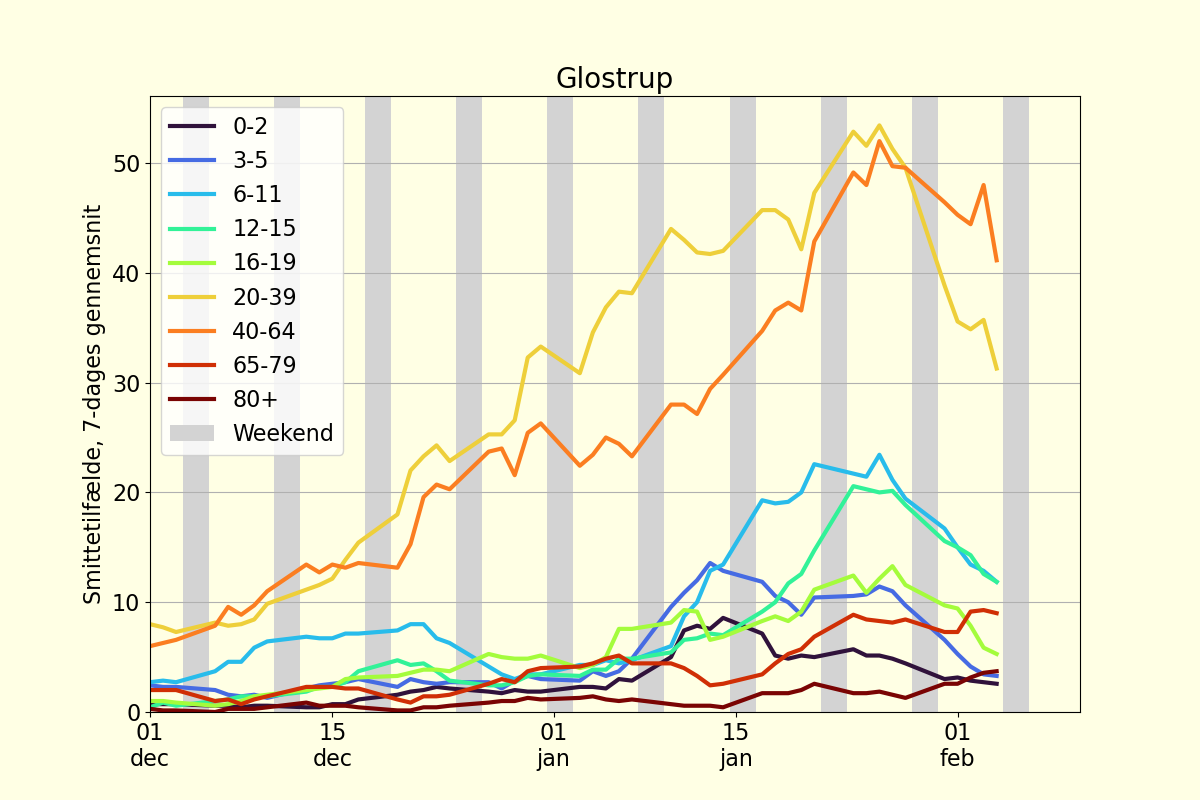 Glostrup
Smittetilfælde, 7-dages gennemsnit
50
40
30
20
10
0
0-2
3-5
6-11
12-15
16-19
20-39
40-64
65-79
80+
Weekend
01
dec
15
dec
01
jan
15
jan
01
feb